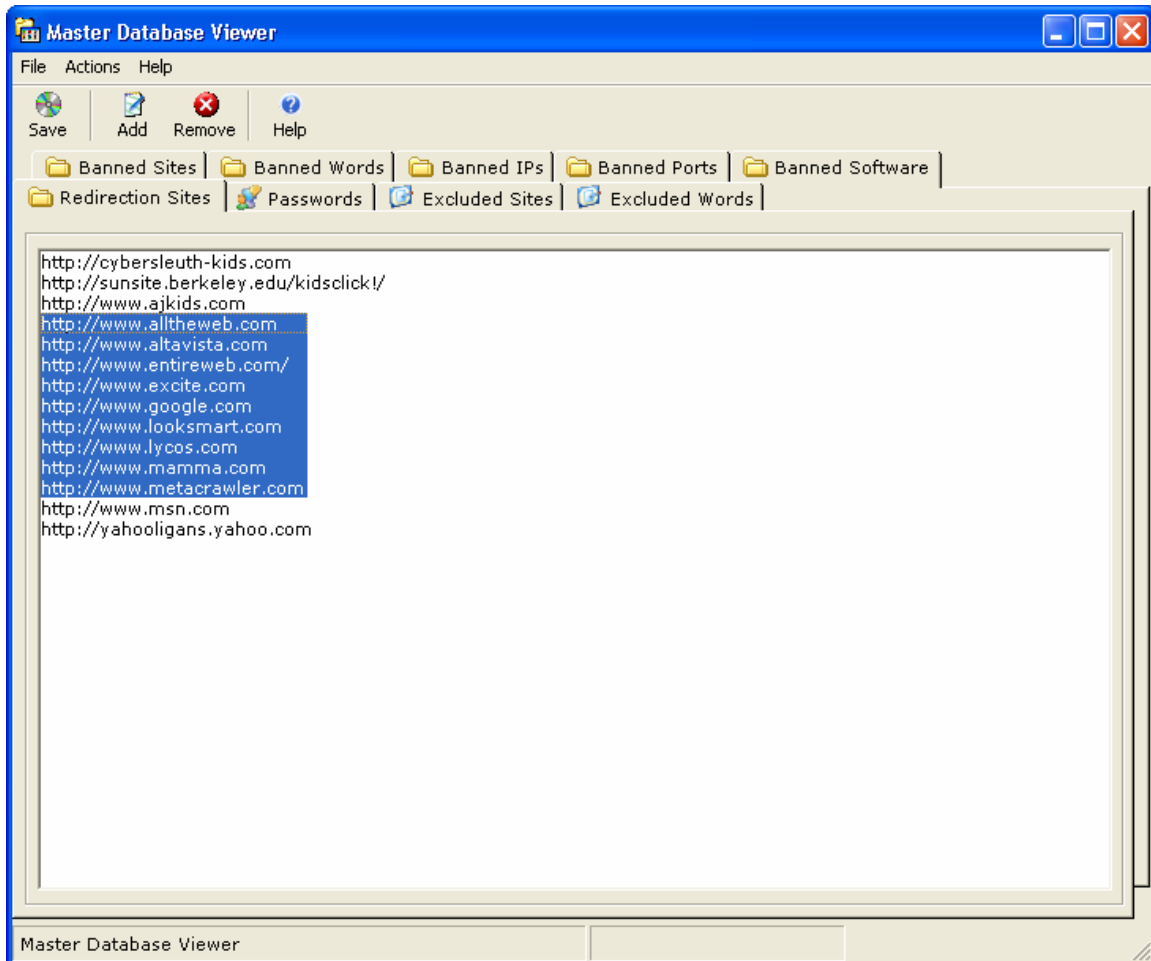 Master Database Viewer
File Actions Help
Save Add Remove Help
Banned Sites Banned Words Banned IPs Banned Ports Banned Software
Redirection Sites Passwords Excluded Sites Excluded Words
http://cybersleuth-kids.com
http://sunsite.berkeley.edu/kidsclick!/
http://www.ajkids.com
http://www.alltheweb.com
http://www.altavista.com
http://www.entireweb.com/
http://www.excite.com
http://www.google.com
http://www.looksmart.com
http://www.lycos.com
http://www.mamma.com
http://www.metacrawler.com
http://www.msn.com
http://yahooligans.yahoo.com
Master Database Viewer